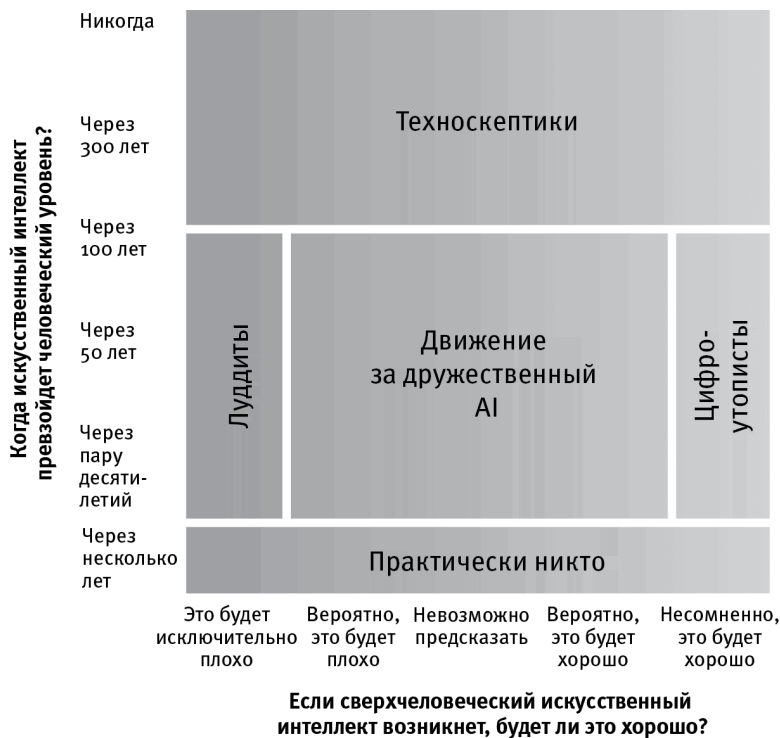 Когда искусственный интеллект
превзойдет человеческий уровень?
Никогда
Через
300 лет
Через
100 лет
Через
50 лет
Через
пару
десяти-
летий
Через
несколько
лет
Техноскептики
Луддиты
Движение
за дружественный
AI
Цифро-
утописты
Практически никто
Это будет
исключительно
плохо
Вероятно,
это будет
плохо
Невозможно
предсказать
Вероятно,
это будет
хорошо
Несомненно,
это будет
хорошо
Если сверхчеловеческий искусственный
интеллект возникнет, будет ли это хорошо?